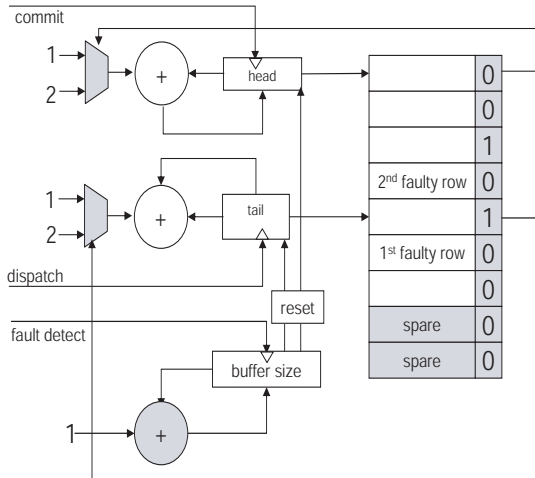 commit
1
2
+
head
0
0
1
2nd faulty row 0
1
2
+
tail
1
1st faulty row 0
dispatch
reset
0
fault detect
spare 0
buffer size
spare 0
1
+